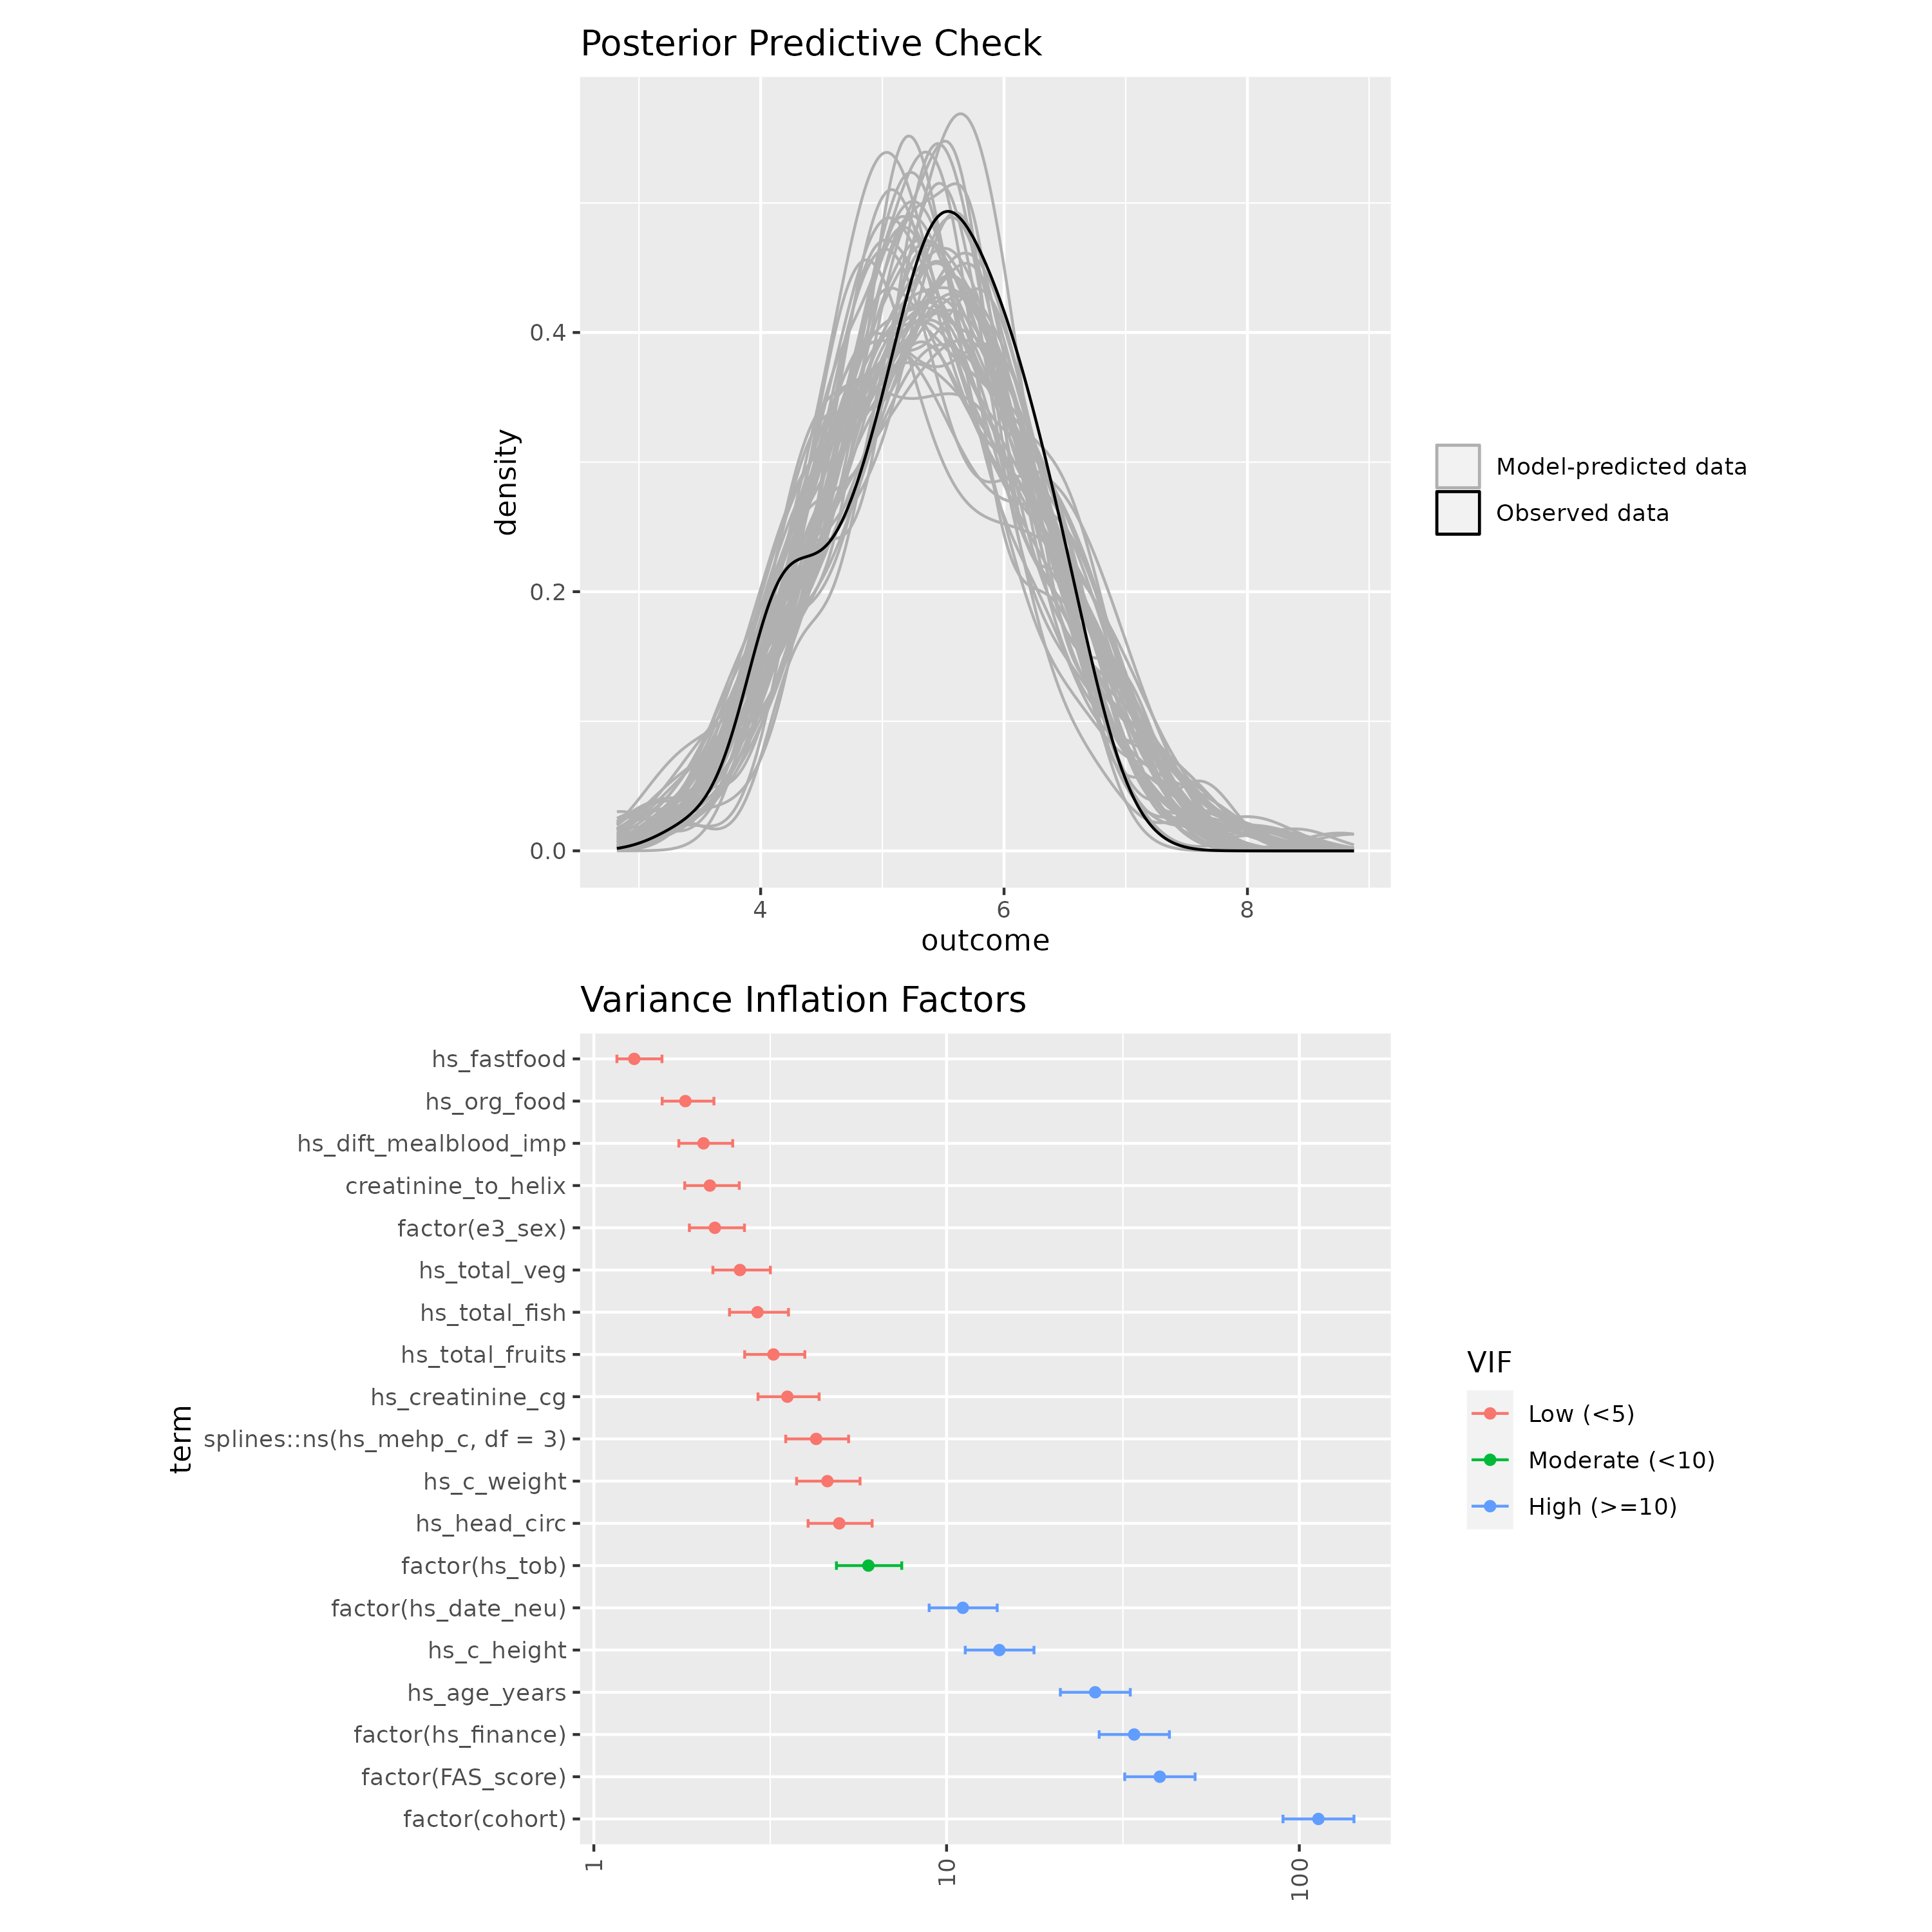 Posterior Predictive Check
density
0.4
0.2
0.0
4
6
8
outcome
Model-predicted data
Observed data
Variance Inflation Factors
term
hs_fastfood
hs_org_food
hs_dift_mealblood_imp
creatinine_to_helix
factor(e3_sex)
hs_total_veg
hs_total_fish
hs_total_fruits
hs_creatinine_cg
splines::ns(hs_mehp_c, df = 3)
hs_c_weight
hs_head_circ
factor(hs_tob)
factor(hs_date_neu)
hs_c_height
hs_age_years
factor(hs_finance)
factor(FAS_score)
factor(cohort)
1
10
100
VIF
Low (<5)
Moderate (<10)
High (>=10)